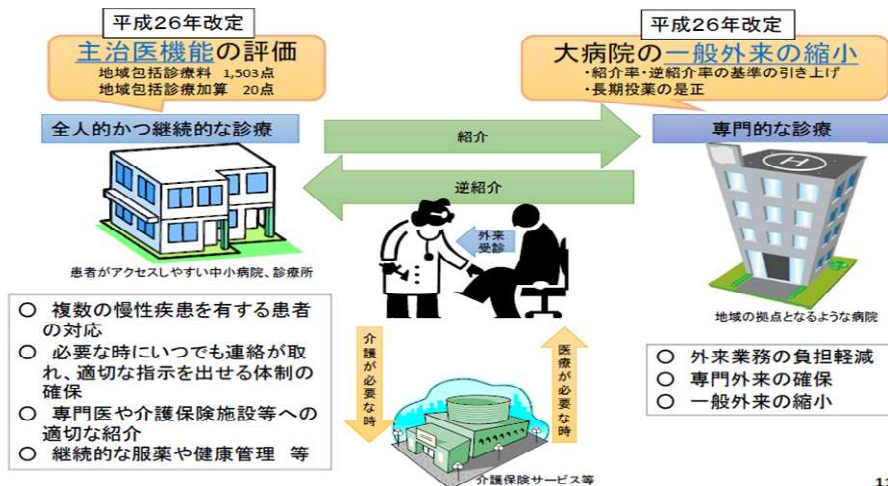 平成26年改定
主治医機能の評価
地域包括診療料 1,503点
地域包括診療加算 20点
平成26年改定
大病院の一般外来の縮小
・紹介率・逆紹介率の基準の引き上げ
・長期投薬の是正
全人的かつ継続的な診療
紹介
逆紹介
専門的な診療
外来
受診
患者がアクセスしやすい中小病院、診療所
地域の拠点となるような病院
○ 複数の慢性疾患を有する患者
の対応
○ 必要な時にいつでも連絡が取
れ、適切な指示を出せる体制の
確保
○ 専門医や介護保険施設等への
適切な紹介
○ 継続的な服薬や健康管理 等
介護が必要な時
医療が必要な時
○ 外来業務の負担軽減
○ 専門外来の確保
○ 一般外来の縮小
介護保険サービス等
H